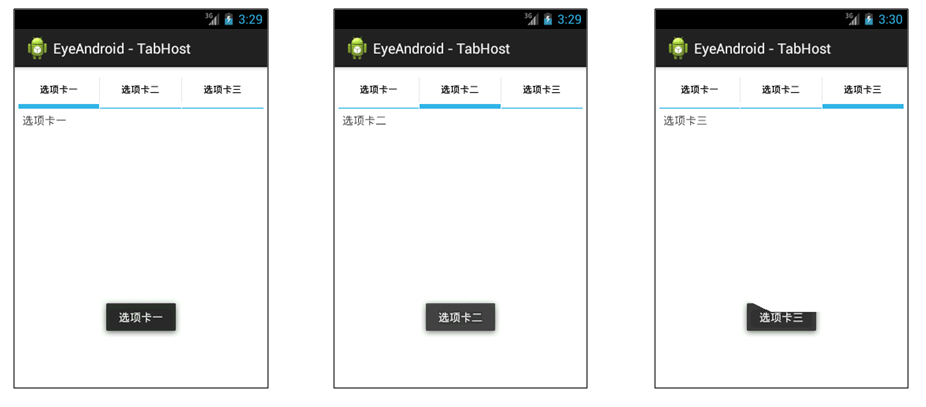 3G 3:29
EyeAndroid - TabHost
选项卡一 选项卡二 选项卡三
选项卡一
选项卡一
3G 3:29
EyeAndroid - TabHost
选项卡一 选项卡二 选项卡三
选项卡二
选项卡二
3G 3:30
EyeAndroid - TabHost
选项卡一 选项卡二 选项卡三
选项卡三
选项卡三